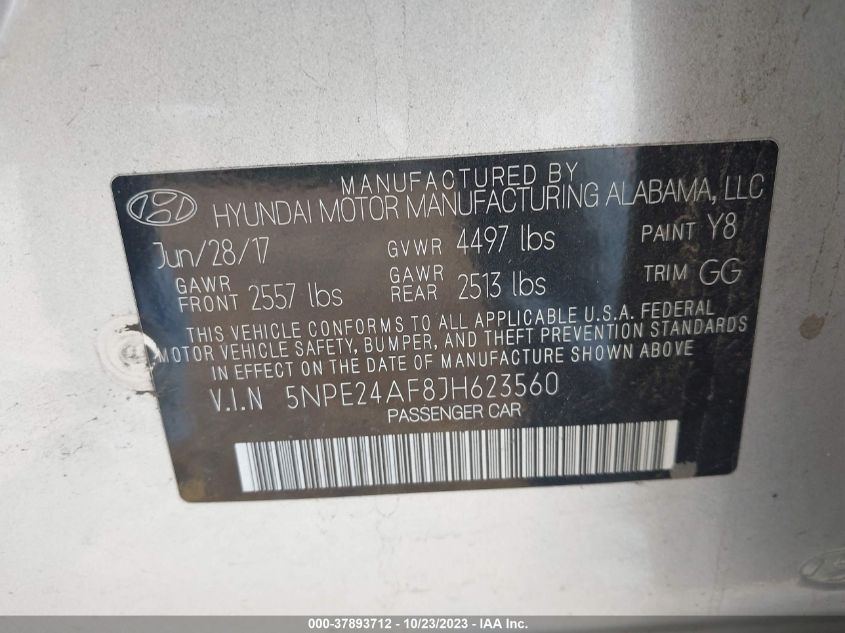 MANUFACTURED BY
HYUNDAI MOTOR MANUFACTURING ALABAMA, LLC
Jun/28/17 GVWR 4497 lbs PAINT Y8
GAWR FRONT 2557 lbs GAWR REAR 2513 lbs TRIM GG
THIS VEHICLE CONFORMS TO ALL APPLICABLE U.S.A. FEDERAL
MOTOR VEHICLE SAFETY, BUMPER, AND THEFT PREVENTION STANDARDS
IN EFFECT ON THE DATE OF MANUFACTURE SHOWN ABOVE.
V.I.N 5NPE24AF8JH623560
PASSENGER CAR
000-37893712 - 10/23/2023 - IAA Inc.